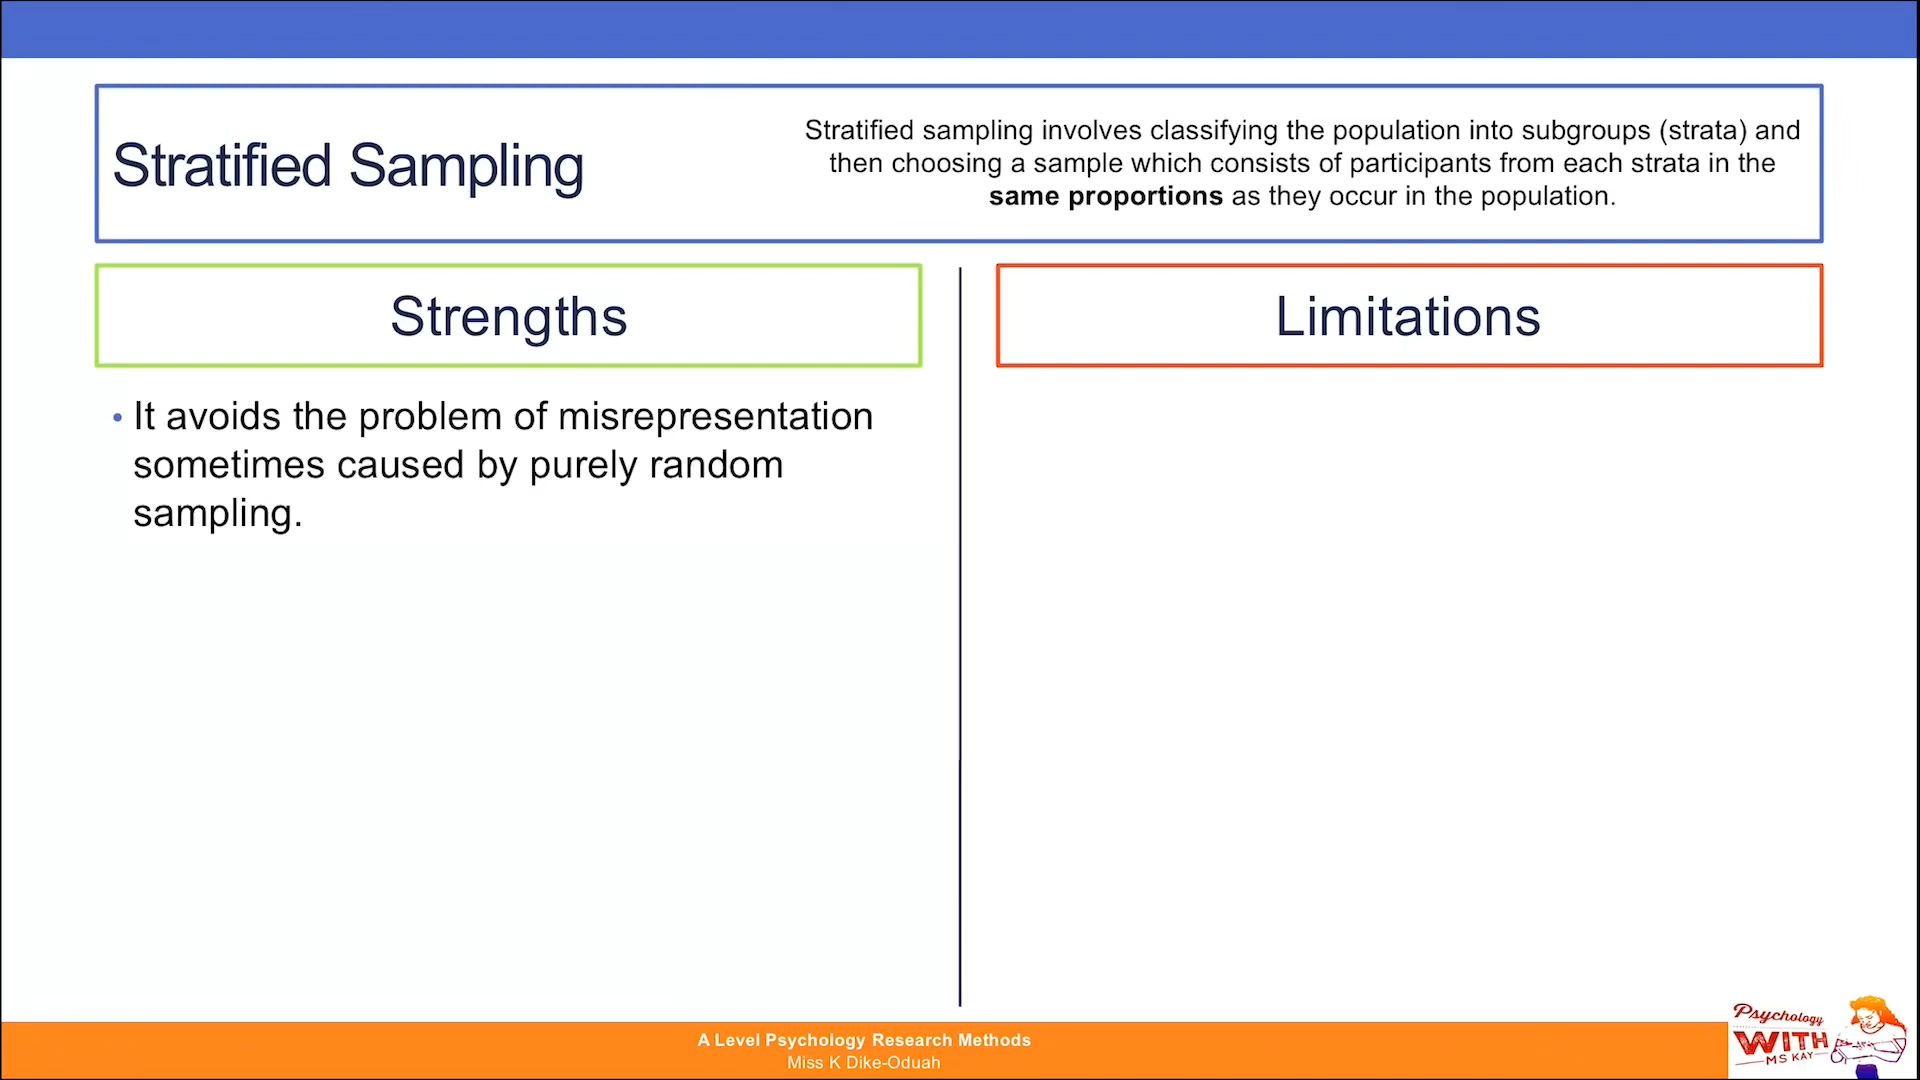 Stratified Sampling
Stratified sampling involves classifying the population into subgroups (strata) and
then choosing a sample which consists of participants from each strata in the
same proportions as they occur in the population.
Strengths
Limitations
• It avoids the problem of misrepresentation
sometimes caused by purely random
sampling.
A Level Psychology Research Methods
Miss K Dike-Oduah
Psychology
WITH
MS KAY